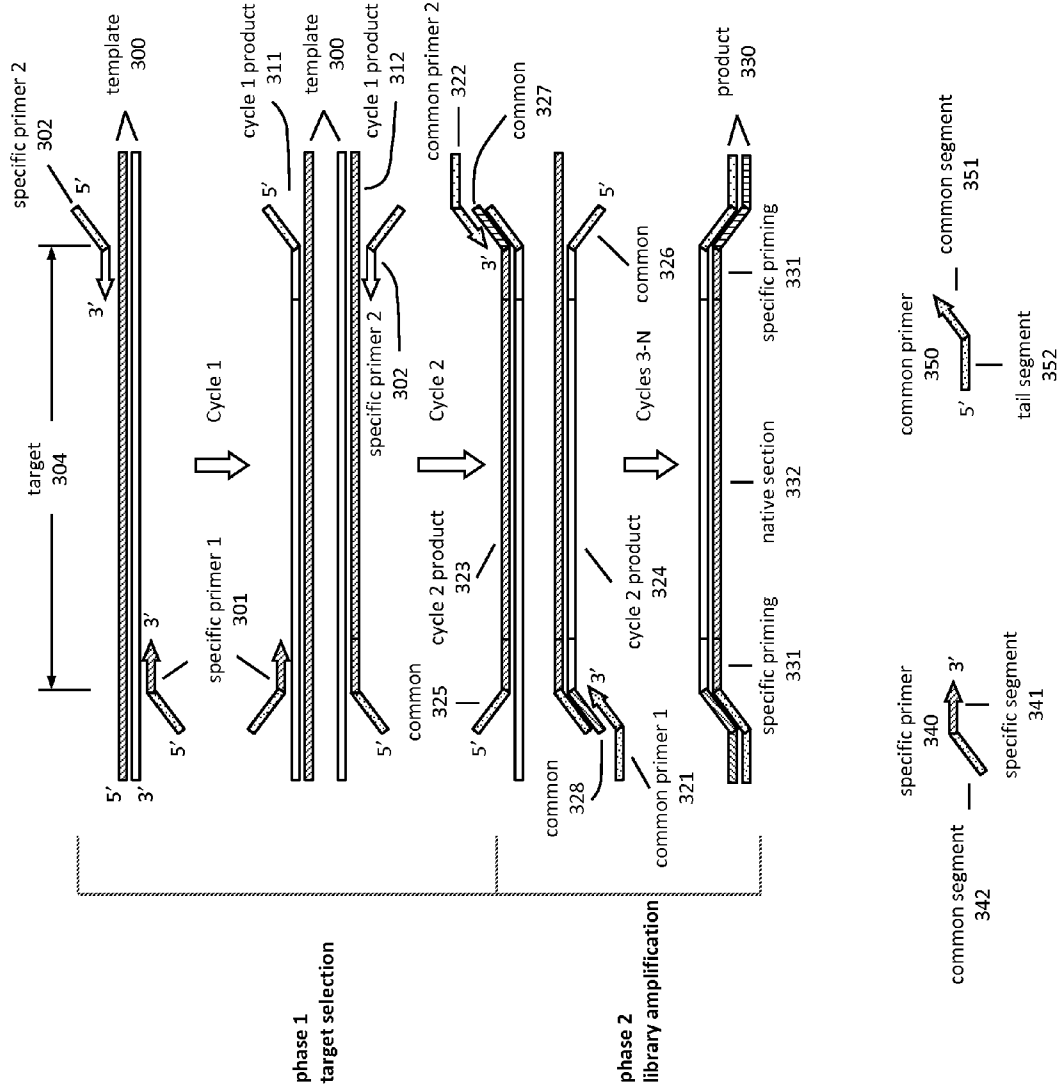 specific primer 2
302
template
300
target
304
3'
5'
5'
3'
3'
5'
specific primer 1
301
Cycle 1
cycle 1 product
311
5'
template
300
cycle 1 product
312
specific primer 2
302
Cycle 2
common primer 2
322
common
327
common
325
5'
cycle 2 product
323
3'
common
328
3'
common primer 1
321
cycle 2 product
324
Cycles 3-N
5'
common
326
product
330
specific priming
331
native section
332
specific priming
331
phase 1
target selection
phase 2
library amplification
specific primer
340
3'
common segment
342
specific segment
341
common primer
350
5'
common segment
351
tail segment
352